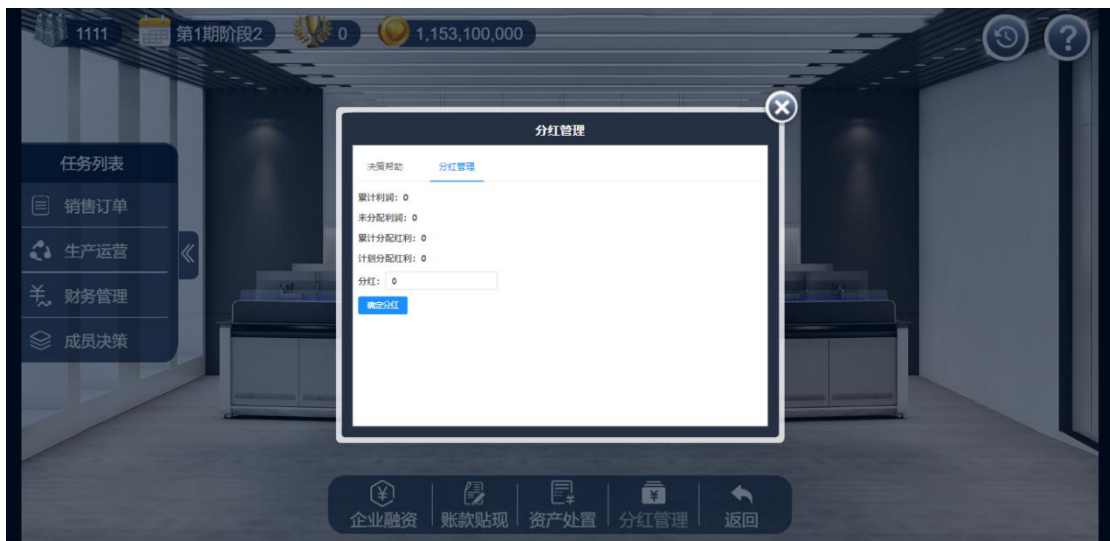 1111 第1期阶段2 0 1,153,100,000
?
分红管理
决策帮助 分红管理
累计利润：0
未分配利润：0
累计分配红利：0
计划分配红利：0
分红： 0
确定分红
任务列表
销售订单
生产运营
财务管理
成员决策
企业融资 账款贴现 资产处置 分红管理 返回